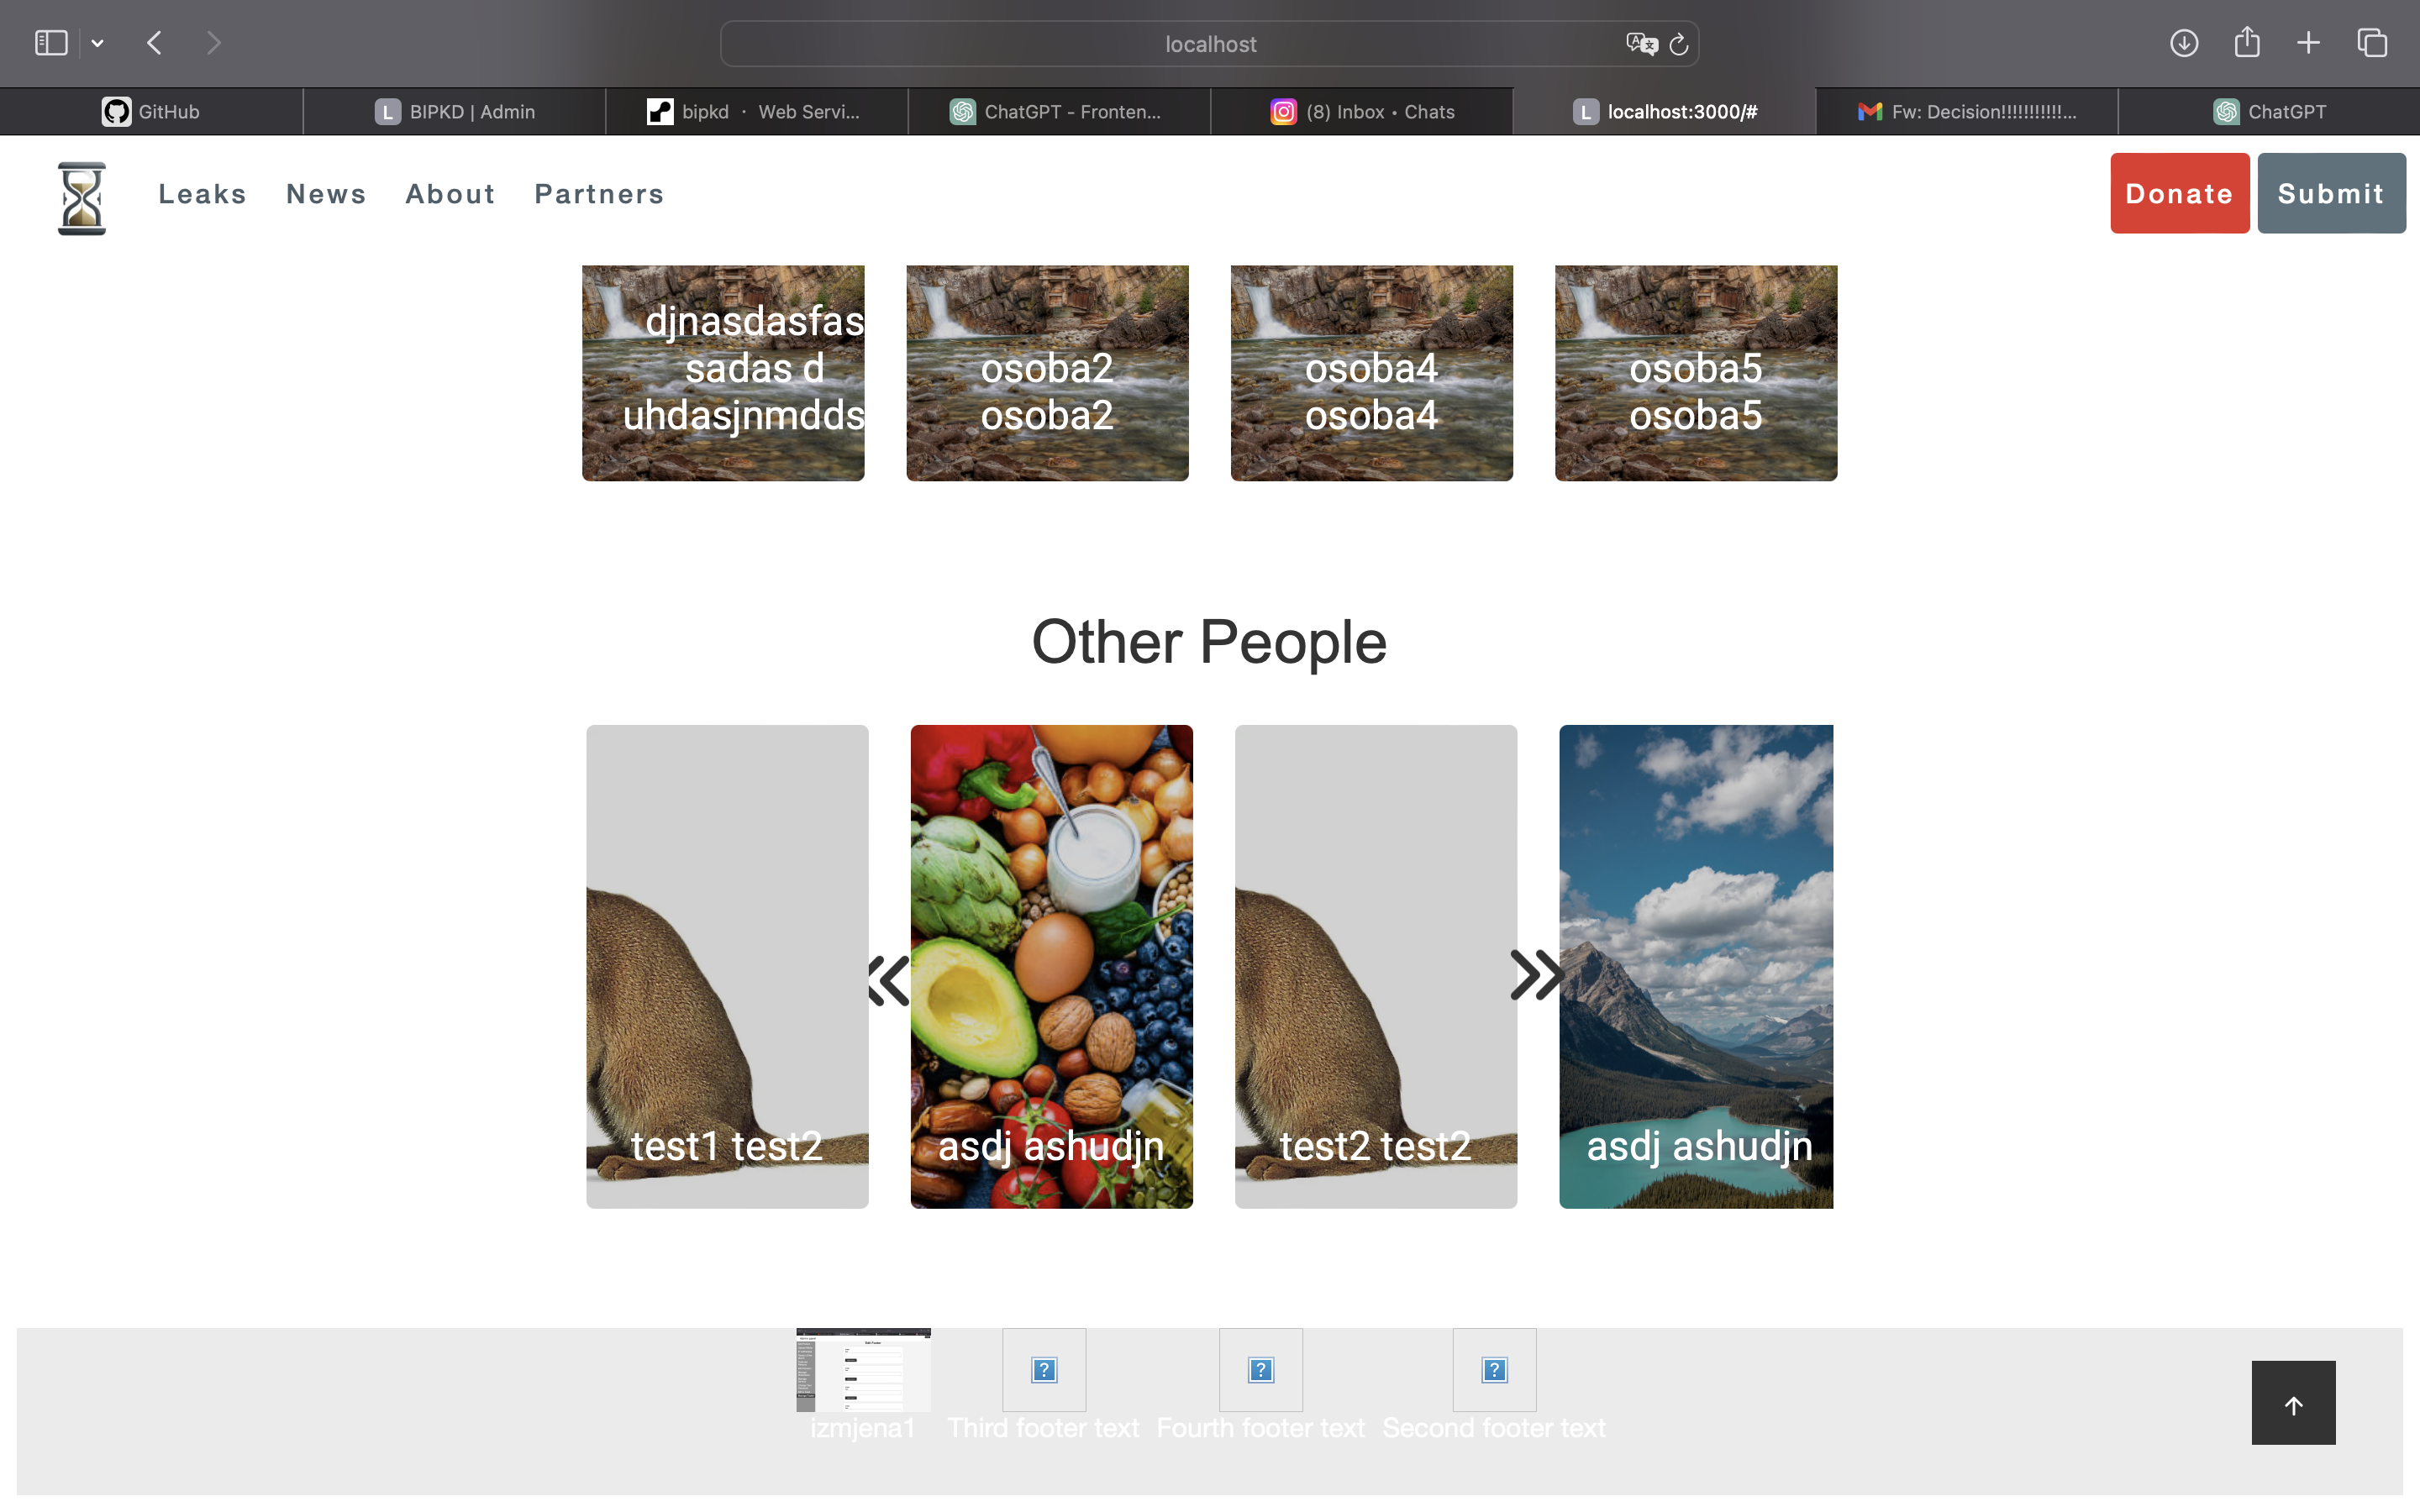 localhost
GitHub
L BIPKD | Admin
bipkd · Web Servi...
ChatGPT - Fronten...
(8) Inbox • Chats
L localhost:3000/#
Fw: Decision!!!!!!!!!!!...
ChatGPT
Leaks News About Partners
Donate
Submit
djnasdasfas
sadas d
uhdasjnmdds
osoba2
osoba2
osoba4
osoba4
osoba5
osoba5
Other People
test1 test2
asdj ashudjn
test2 test2
asdj ashudjn
izmjena1
Third footer text
Fourth footer text
Second footer text